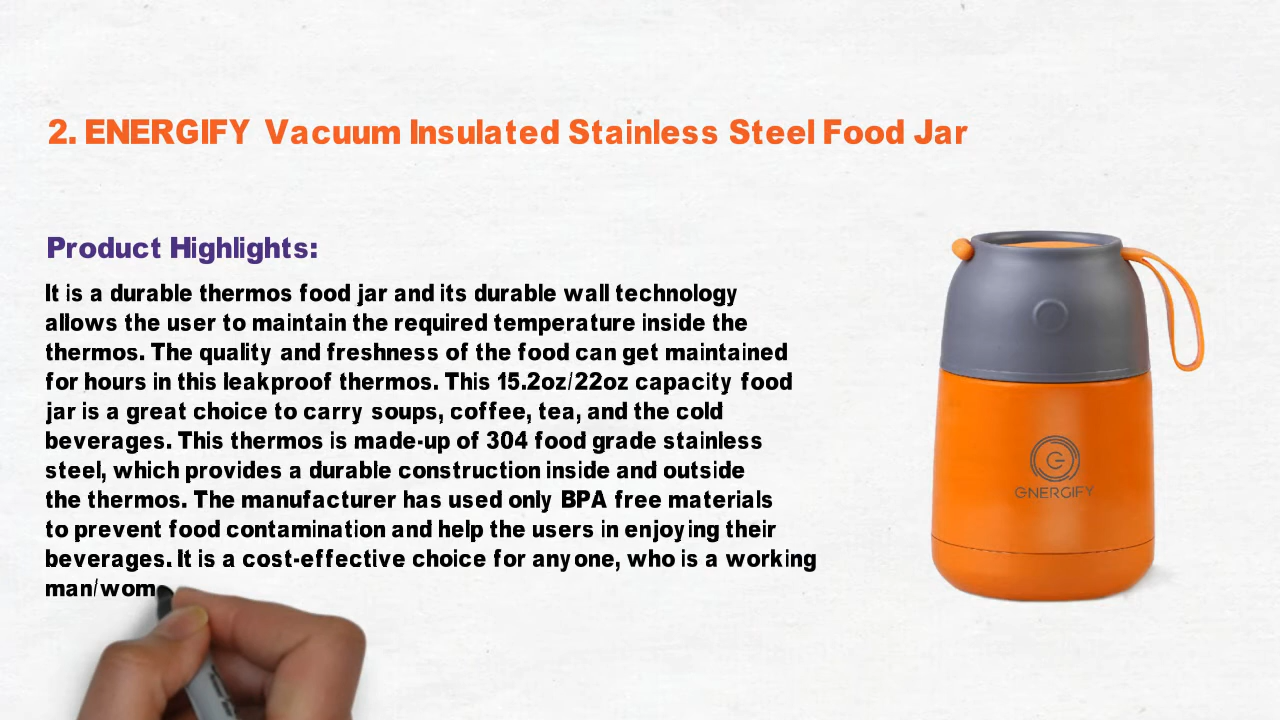 2. ENERGIFY Vacuum Insulated Stainless Steel Food Jar
Product Highlights:
It is a durable thermos food jar and its durable wall technology
allows the user to maintain the required temperature inside the
thermos. The quality and freshness of the food can get maintained
for hours in this leakproof thermos. This 15.2oz/22oz capacity food
jar is a great choice to carry soups, coffee, tea, and the cold
beverages. This thermos is made-up of 304 food grade stainless
steel, which provides a durable construction inside and outside
the thermos. The manufacturer has used only BPA free materials
to prevent food contamination and help the users in enjoying their
beverages. It is a cost-effective choice for anyone, who is a working
man/wom
GNERGIFY